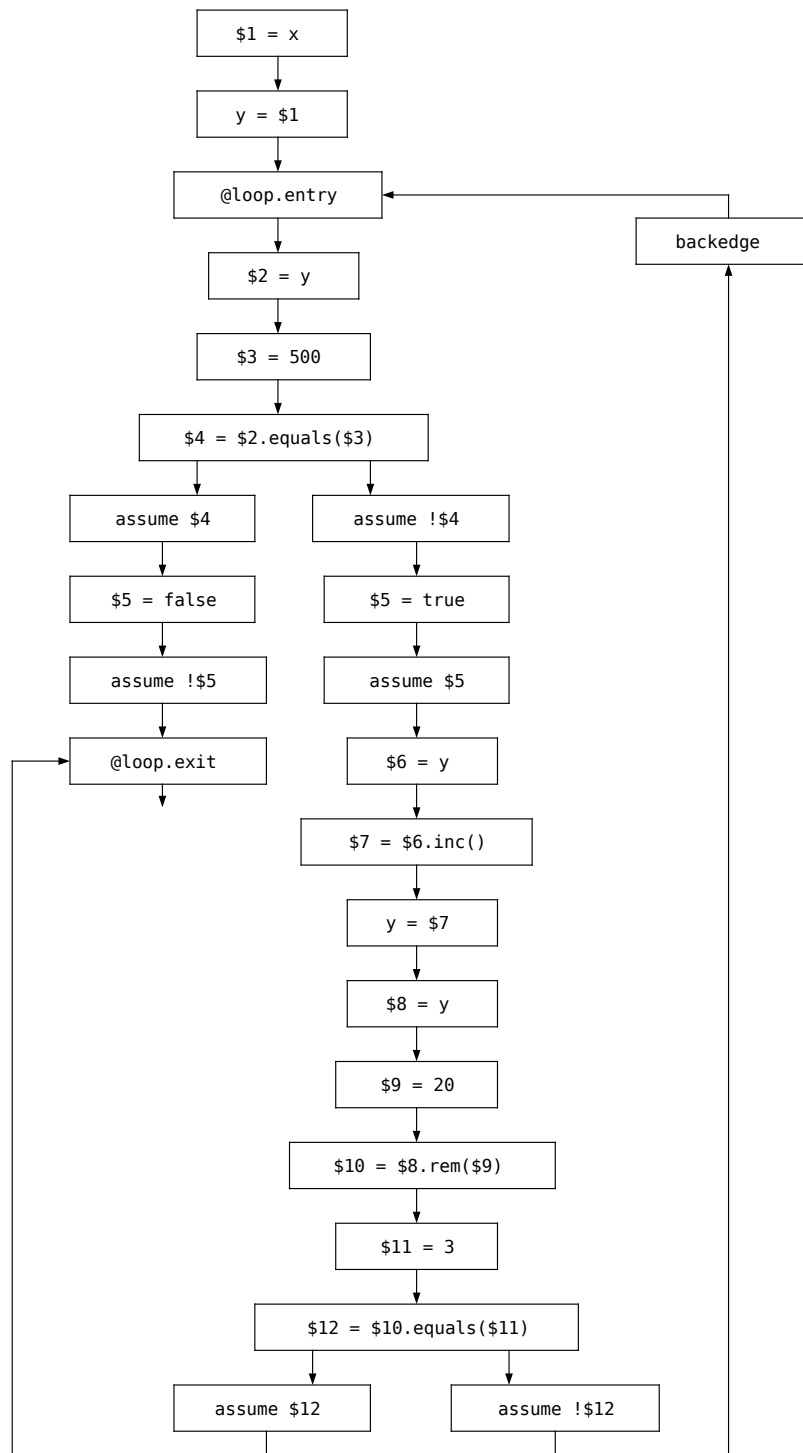 $1 = x
y = $1
@loop.entry
backedge
$2 = y
$3 = 500
$4 = $2.equals($3)
assume $4
assume !$4
$5 = false
$5 = true
assume !$5
assume $5
@loop.exit
$6 = y
$7 = $6.inc()
y = $7
$8 = y
$9 = 20
$10 = $8.rem($9)
$11 = 3
$12 = $10.equals($11)
assume $12
assume !$12